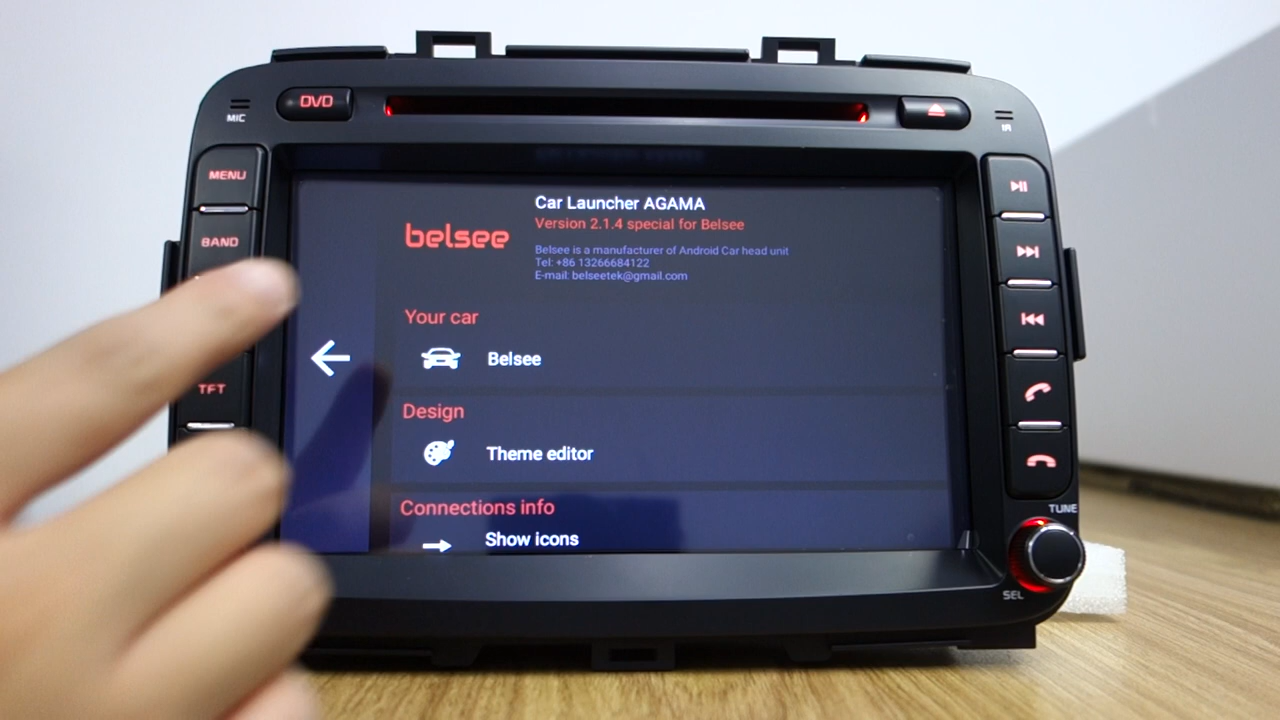 DVD
MIC
IR
MENU
BAND
TFT
belsee
Car Launcher AGAMA
Version 2.1.4 special for Belsee
Belsee is a manufacturer of Android Car head unit
Tel: +86 13266684122
E-mail: belseetek@gmail.com
Your car
Belsee
Design
Theme editor
Connections info
Show icons
TUNE
SEL